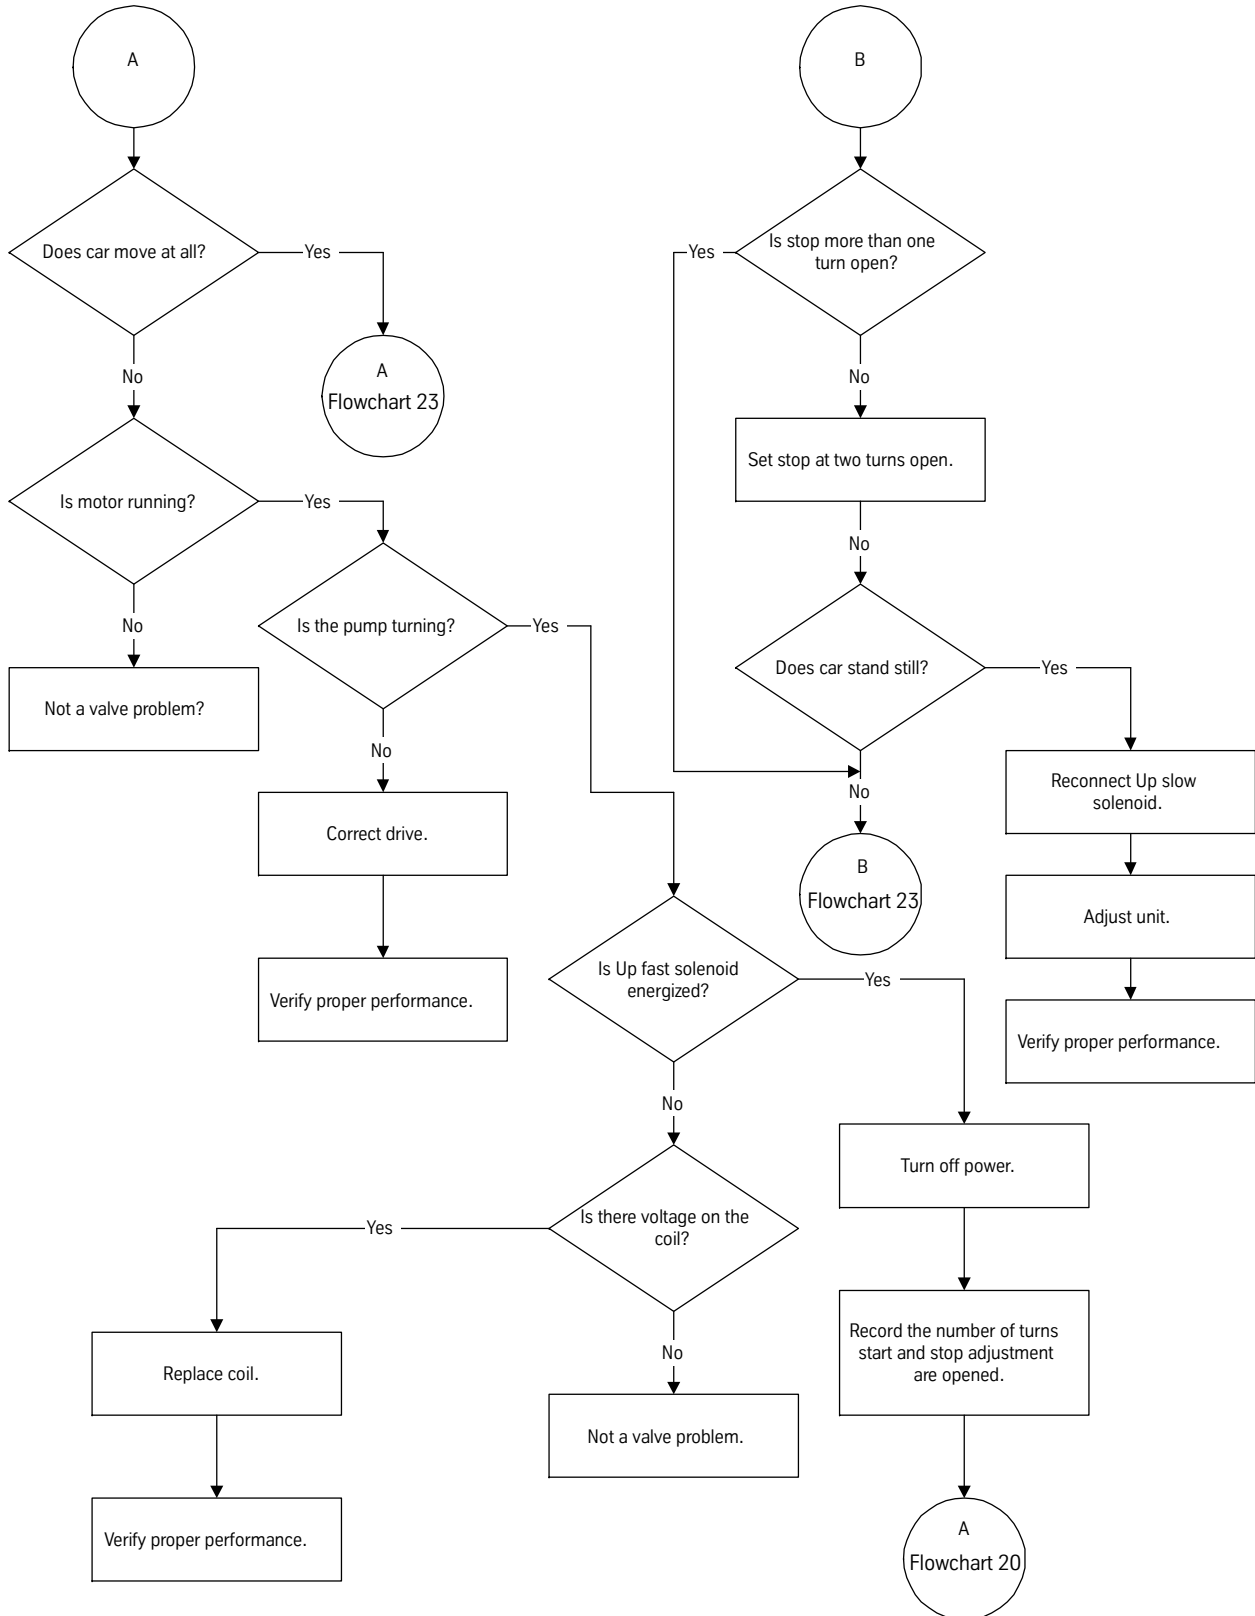 A
Does car move at all?
Yes
A
Flowchart 23
No
Is motor running?
Yes
No
Not a valve problem?
Is the pump turning?
Yes
No
Correct drive.
Verify proper performance.
Is Up fast solenoid
energized?
Yes
No
Is there voltage on the
coil?
Yes
Replace coil.
Verify proper performance.
No
Not a valve problem.
Turn off power.
Record the number of turns
start and stop adjustment
are opened.
A
Flowchart 20
B
Is stop more than one
turn open?
Yes
No
Set stop at two turns open.
No
Does car stand still?
Yes
No
B
Flowchart 23
Reconnect Up slow
solenoid.
Adjust unit.
Verify proper performance.